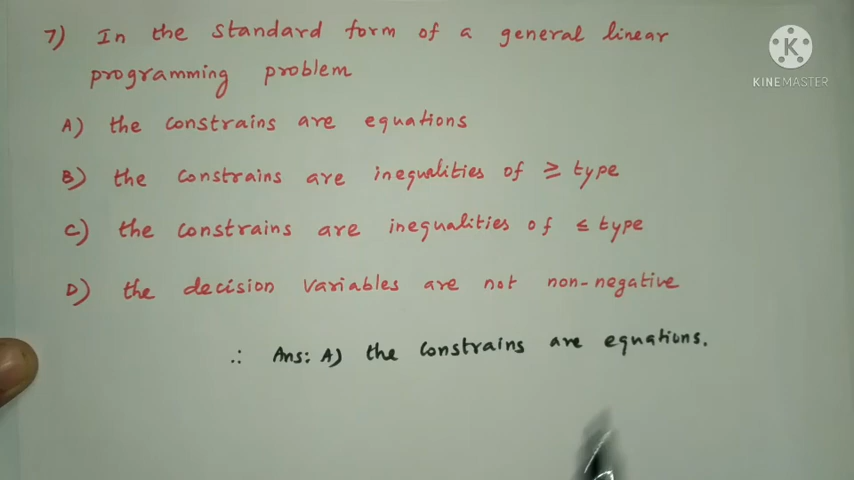 7) In the standard form of a general linear
programming problem
A) the constrains are equations
B) the constrains are inequalities of ≥ type
C) the constrains are inequalities of ≤ type
D) the decision variables are not non-negative
∴ Ans: A) the constrains are equations.
K
KINEMASTER